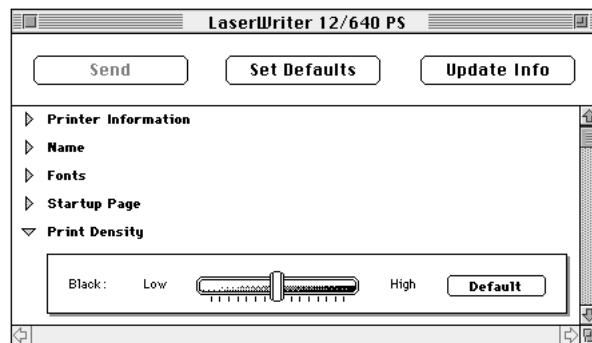 LaserWriter 12/640 PS
Send Set Defaults Update Info
Printer Information
Name
Fonts
Startup Page
Print Density
Black: Low High Default